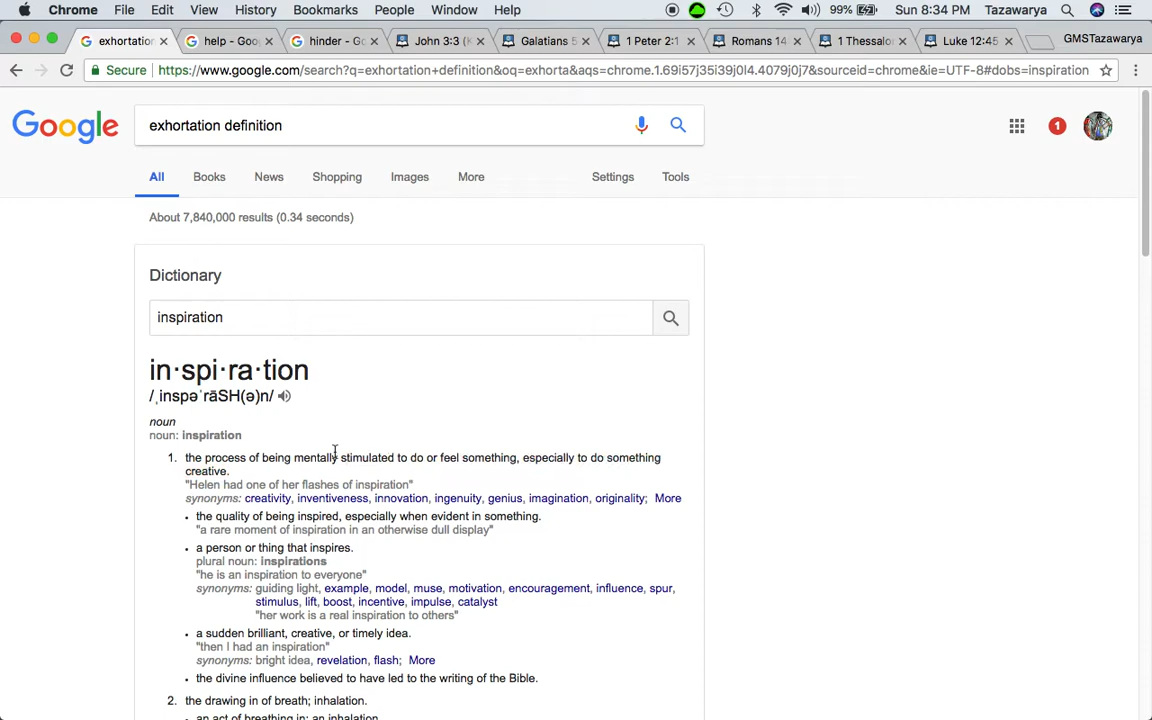 Chrome File Edit View History Bookmarks People Window Help 99% Sun 8:34 PM Tazawarya
exhortation help - Goo hinder - Go John 3:3 (K Galatians 5 1 Peter 2:1 Romans 14 1 Thessalo Luke 12:45 GMSTazawarya
Secure https://www.google.com/search?q=exhortation+definition&oq=exhorta&aqs=chrome.1.69i57j35i39j0l4.4079j0j7&sourceid=chrome&ie=UTF-8#dobs=inspiration
Google exhortation definition 1
All Books News Shopping Images More Settings Tools
About 7,840,000 results (0.34 seconds)
Dictionary
inspiration
in·spi·ra·tion
/ˌinspəˈrāSH(ə)n/
noun
noun: inspiration
1. the process of being mentally stimulated to do or feel something, especially to do something
creative.
"Helen had one of her flashes of inspiration"
synonyms: creativity, inventiveness, innovation, ingenuity, genius, imagination, originality; More
• the quality of being inspired, especially when evident in something.
"a rare moment of inspiration in an otherwise dull display"
• a person or thing that inspires.
plural noun: inspirations
"he is an inspiration to everyone"
synonyms: guiding light, example, model, muse, motivation, encouragement, influence, spur,
stimulus, lift, boost, incentive, impulse, catalyst
"her work is a real inspiration to others"
• a sudden brilliant, creative, or timely idea.
"then I had an inspiration"
synonyms: bright idea, revelation, flash; More
• the divine influence believed to have led to the writing of the Bible.
2. the drawing in of breath; inhalation.
• an act of breathing in; an inhalation.